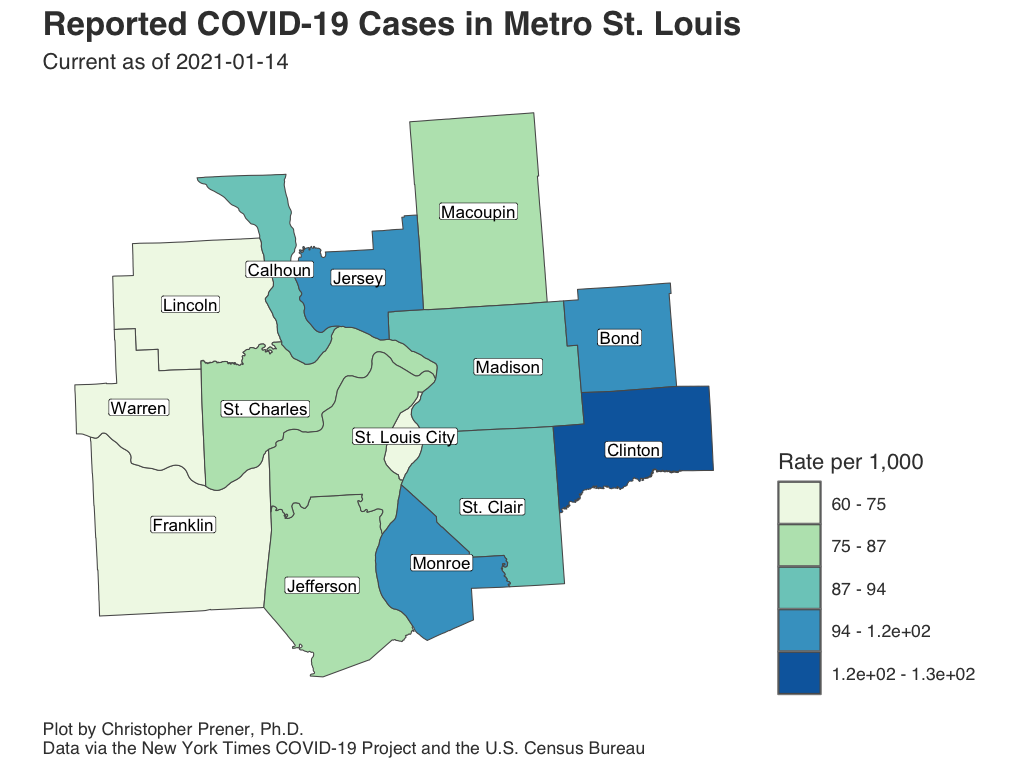 Reported COVID-19 Cases in Metro St. Louis
Current as of 2021-01-14
Macoupin
Calhoun
Jersey
Lincoln
Bond
Madison
Warren
St. Charles
St. Louis City
Clinton
St. Clair
Franklin
Monroe
Jefferson
Rate per 1,000
60 - 75
75 - 87
87 - 94
94 - 1.2e+02
1.2e+02 - 1.3e+02
Plot by Christopher Prener, Ph.D.
Data via the New York Times COVID-19 Project and the U.S. Census Bureau